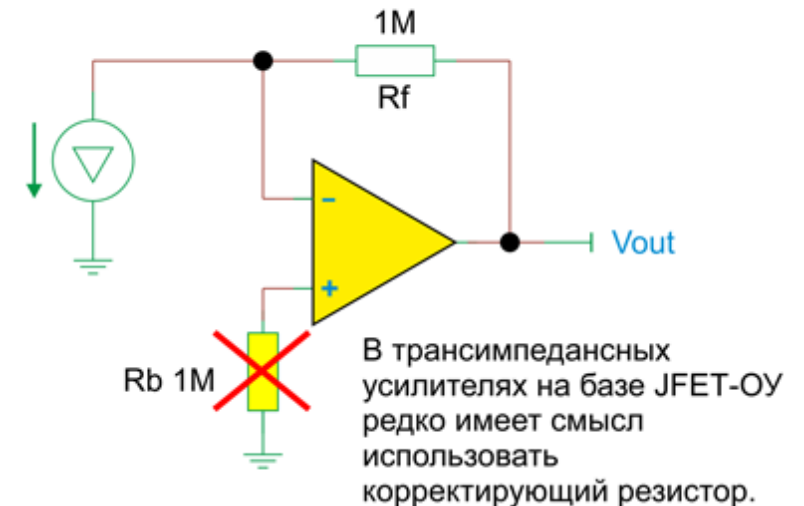 1M
Rf
-
+
Vout
Rb 1M
В трансимпедансных
усилителях на базе JFET-ОУ
редко имеет смысл
использовать
корректирующий резистор.